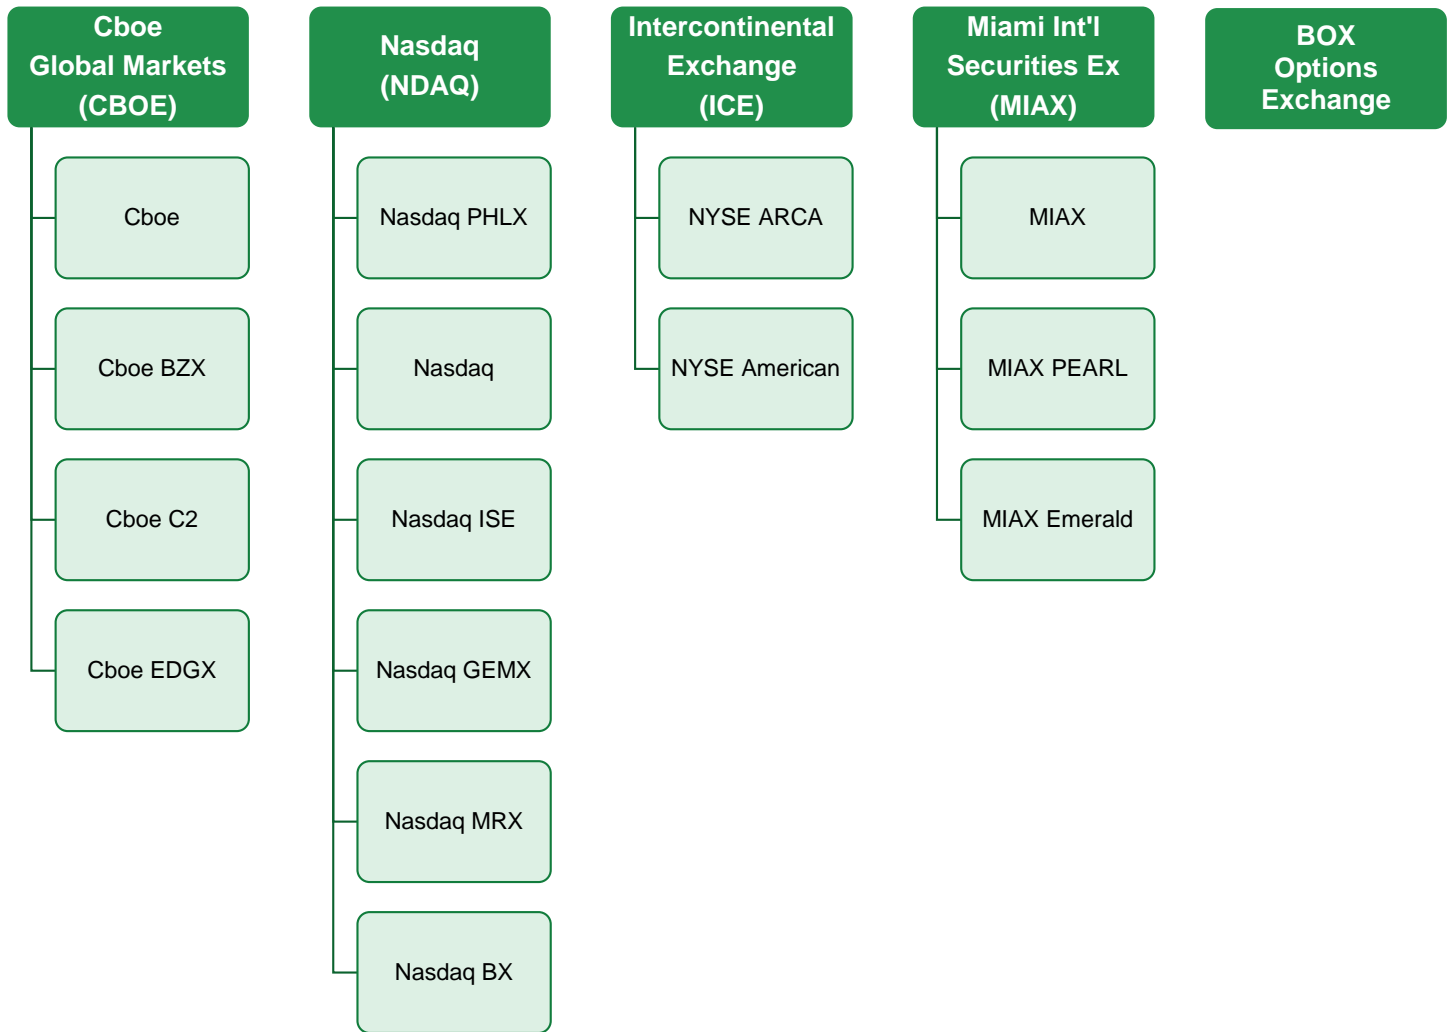 Cboe
Global Markets
(CBOE)
Cboe
Cboe BZX
Cboe C2
Cboe EDGX
Nasdaq
(NDAQ)
Nasdaq PHLX
Nasdaq
Nasdaq ISE
Nasdaq GEMX
Nasdaq MRX
Nasdaq BX
Intercontinental
Exchange
(ICE)
NYSE ARCA
NYSE American
Miami Int'l
Securities Ex
(MIAX)
MIAX
MIAX PEARL
MIAX Emerald
BOX
Options
Exchange